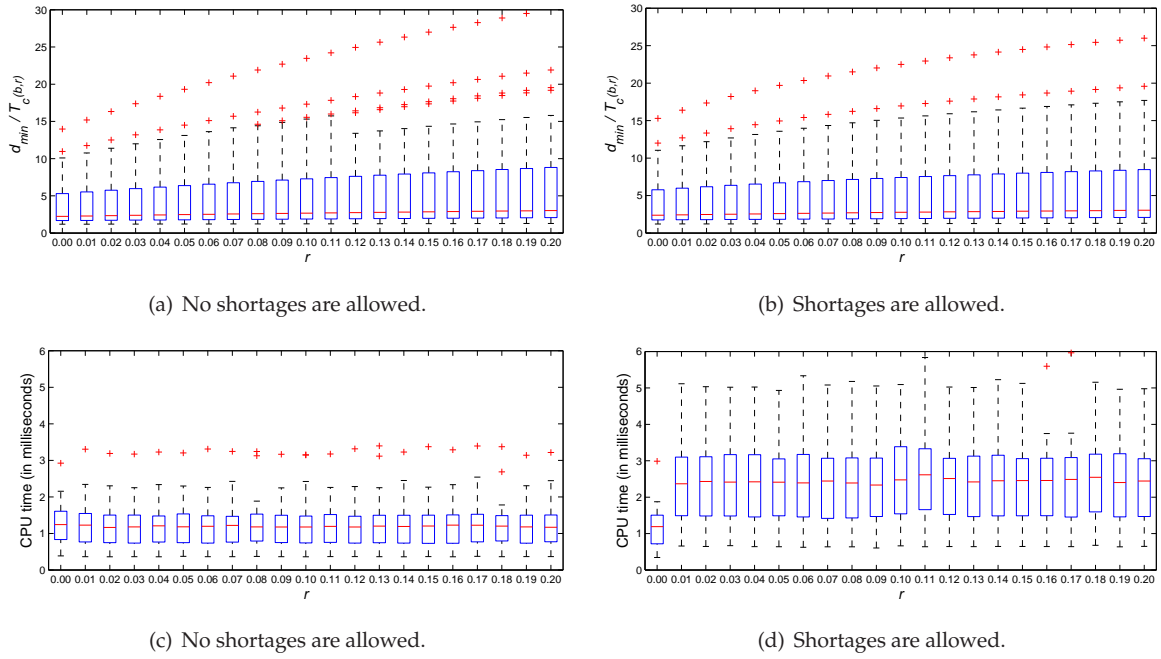 30
25
20
15
10
5
0
d_min / T_c(b,r)
0.00 0.01 0.02 0.03 0.04 0.05 0.06 0.07 0.08 0.09 0.10 0.11 0.12 0.13 0.14 0.15 0.16 0.17 0.18 0.19 0.20
r
(a) No shortages are allowed.
30
25
20
15
10
5
0
d_min / T_c(b,r)
0.00 0.01 0.02 0.03 0.04 0.05 0.06 0.07 0.08 0.09 0.10 0.11 0.12 0.13 0.14 0.15 0.16 0.17 0.18 0.19 0.20
r
(b) Shortages are allowed.
6
5
4
3
2
1
0
CPU time (in milliseconds)
0.00 0.01 0.02 0.03 0.04 0.05 0.06 0.07 0.08 0.09 0.10 0.11 0.12 0.13 0.14 0.15 0.16 0.17 0.18 0.19 0.20
r
(c) No shortages are allowed.
6
5
4
3
2
1
0
CPU time (in milliseconds)
0.00 0.01 0.02 0.03 0.04 0.05 0.06 0.07 0.08 0.09 0.10 0.11 0.12 0.13 0.14 0.15 0.16 0.17 0.18 0.19 0.20
r
(d) Shortages are allowed.